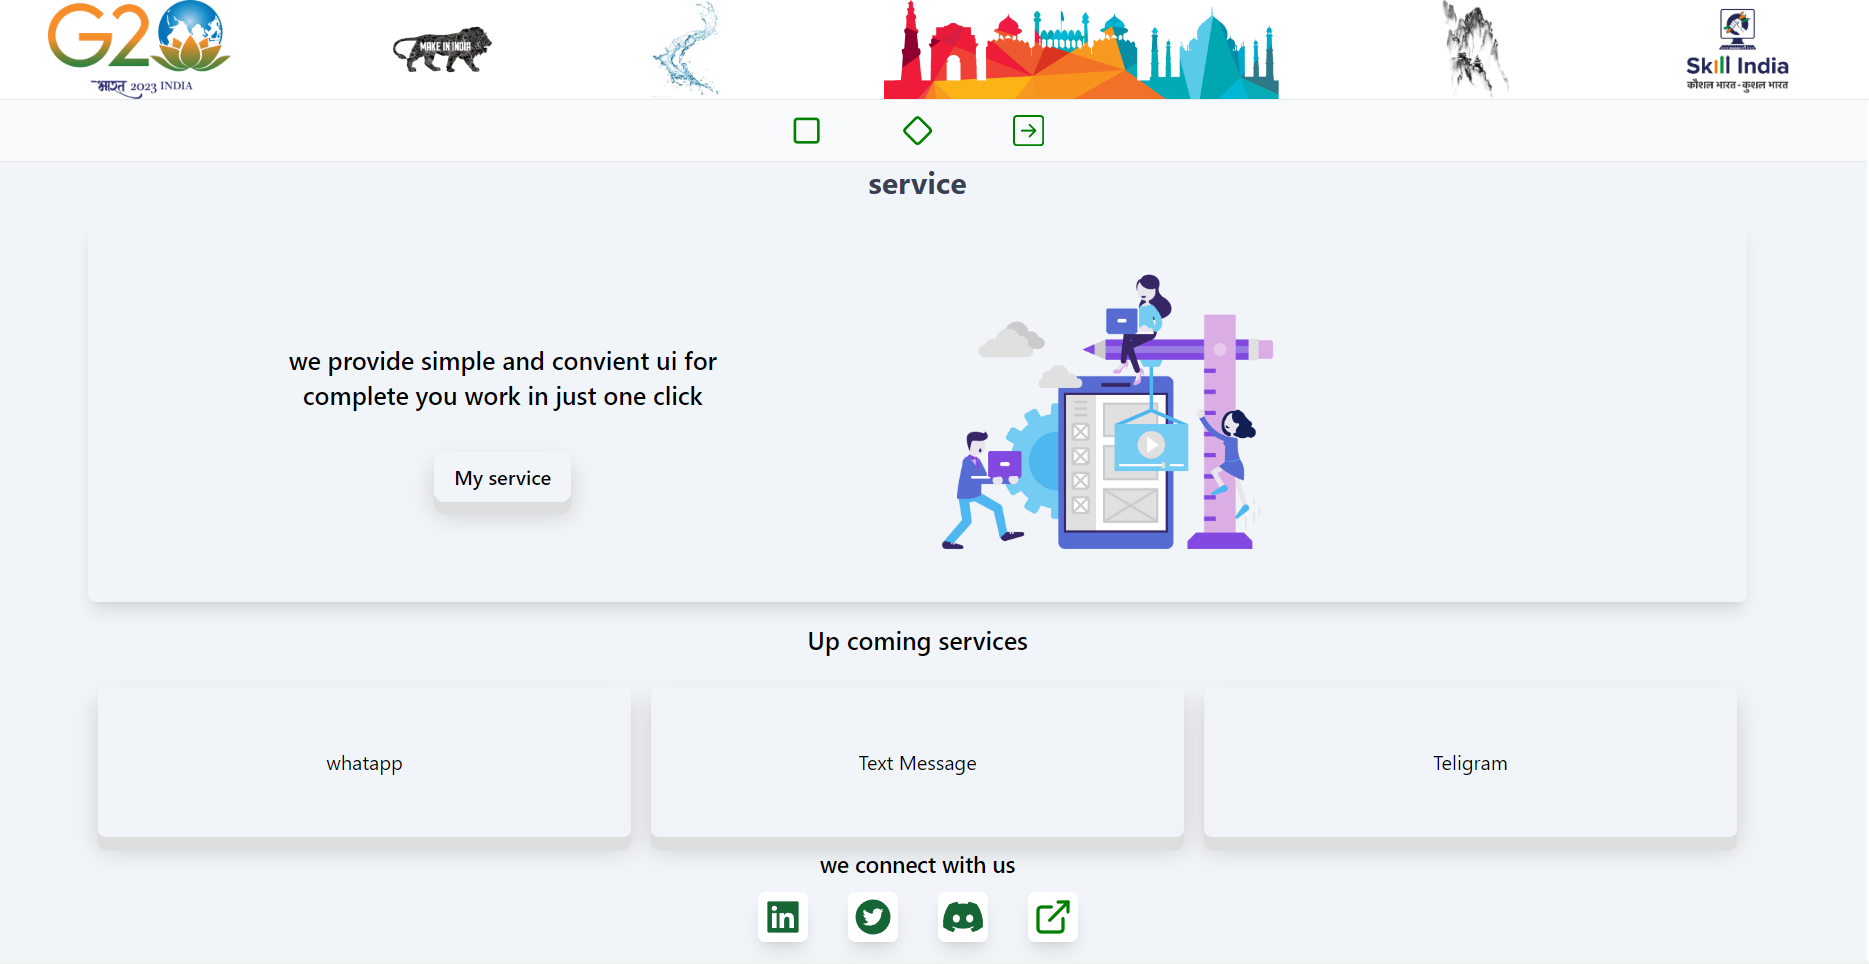 G20
भारत 2023 INDIA
MAKE IN INDIA
Skill India
कौशल भारत - कुशल भारत
service
we provide simple and convient ui for
complete you work in just one click
My service
Up coming services
whatapp
Text Message
Teligram
we connect with us
in